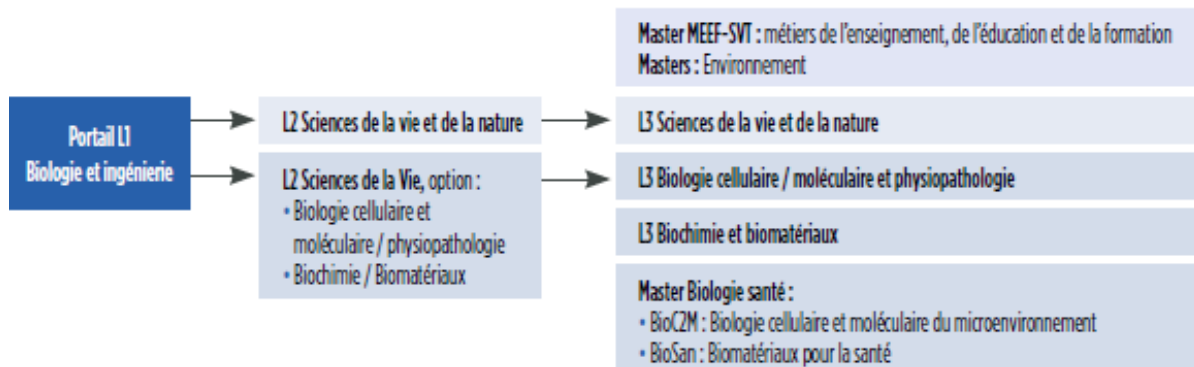 Master MEEF-SVT : métiers de l'enseignement, de l'éducation et de la formation
Masters : Environnement
Portail L1
Biologie et ingénierie
L2 Sciences de la vie et de la nature
L3 Sciences de la vie et de la nature
L2 Sciences de la Vie, option :
• Biologie cellulaire et
moléculaire / physiopathologie
• Biochimie / Biomatériaux
L3 Biologie cellulaire / moléculaire et physiopathologie
L3 Biochimie et biomatériaux
Master Biologie santé :
• BioC2M : Biologie cellulaire et moléculaire du microenvironnement
• BioSan : Biomatériaux pour la santé